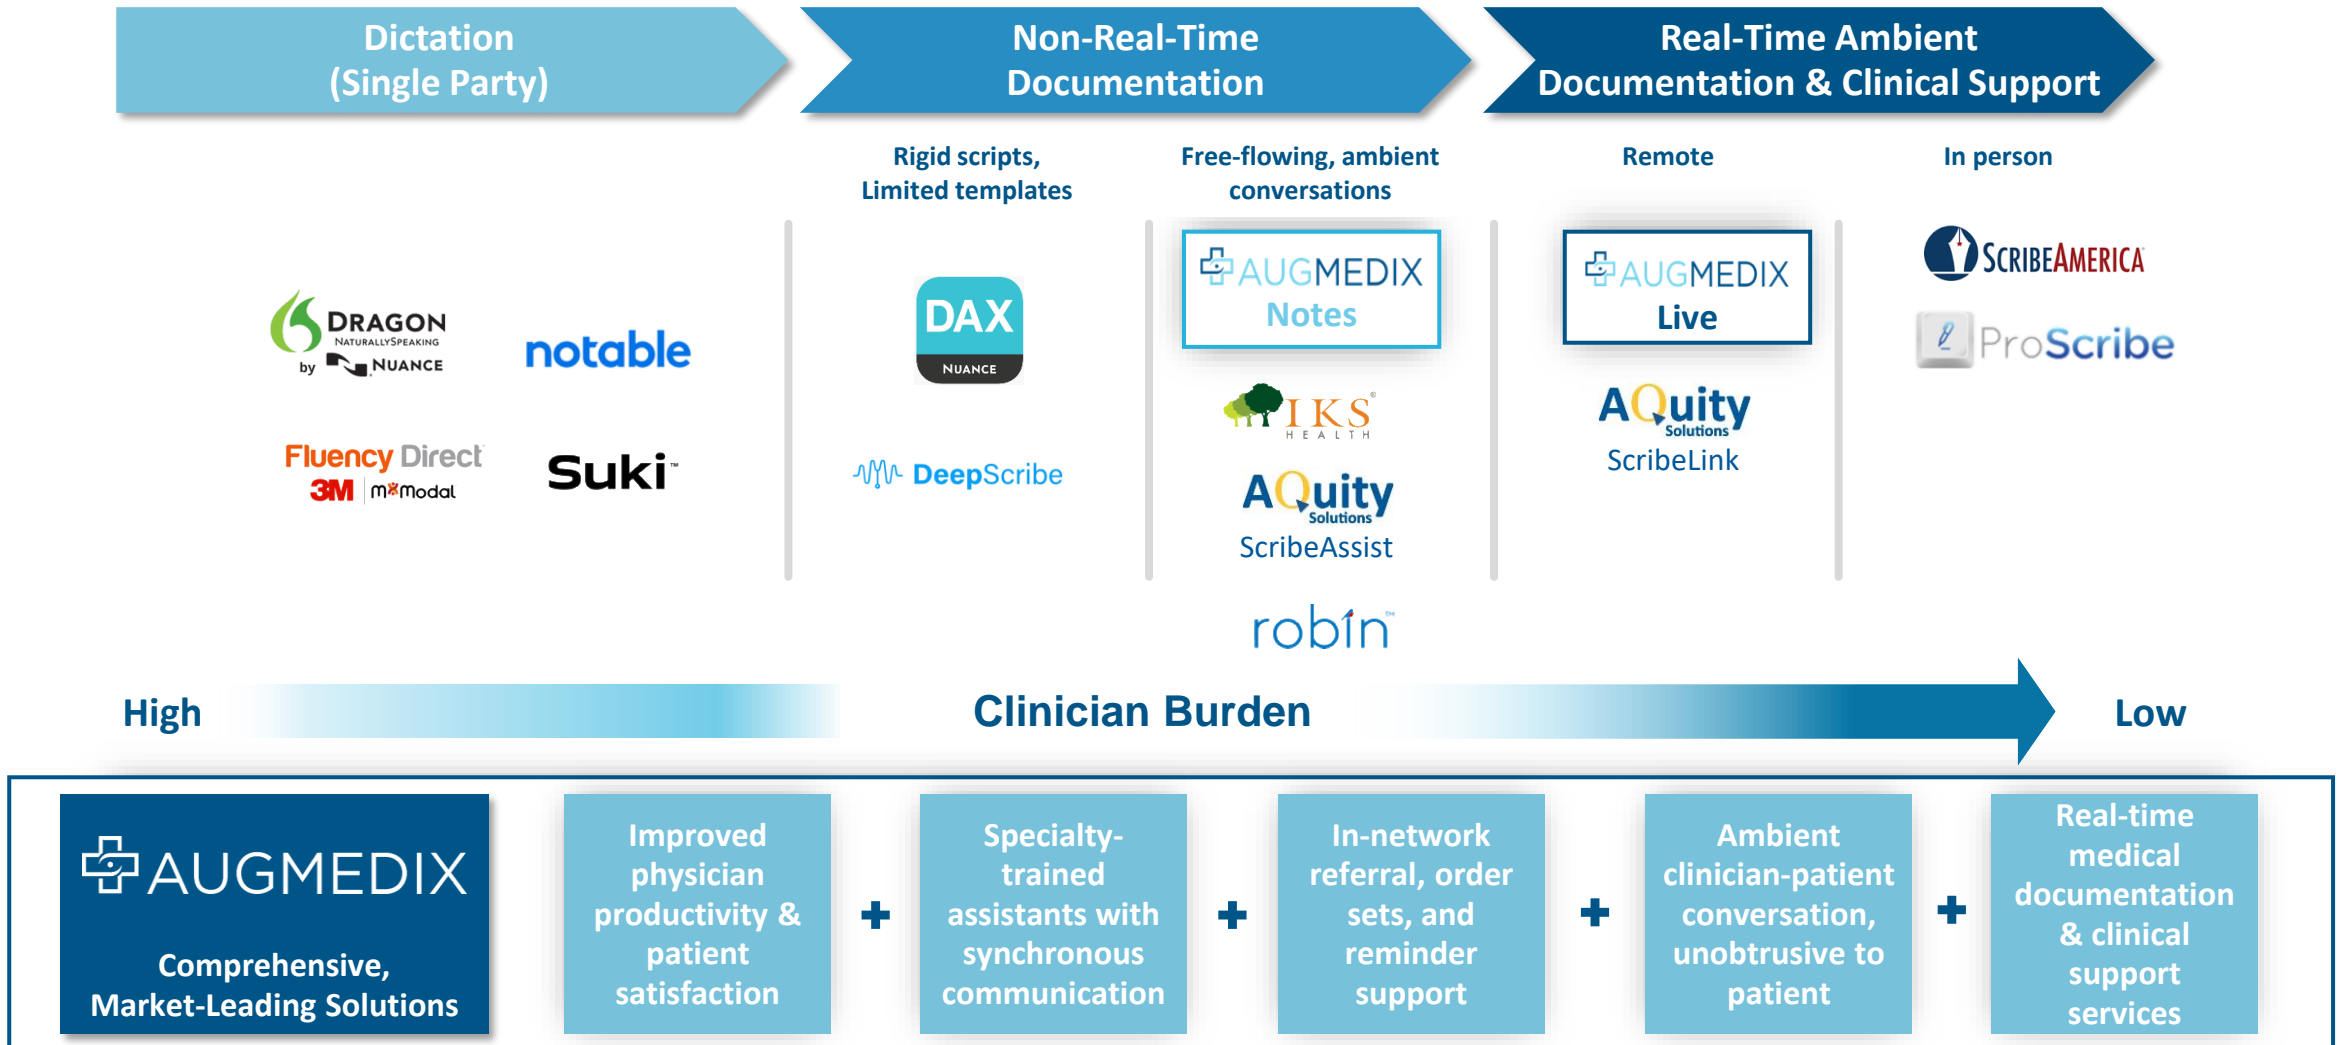 Dictation
(Single Party)
Non-Real-Time
Documentation
Real-Time Ambient
Documentation & Clinical Support
Rigid scripts,
Limited templates
Free-flowing, ambient
conversations
Remote
In person
DRAGON
NATURALLYSPEAKING
by NUANCE
notable
Fluency Direct
3M | M*Modal
Suki™
DAX
NUANCE
DeepScribe
AUGMEDIX
Notes
IKS®
HEALTH
AQuity
Solutions
ScribeAssist
robin™
AUGMEDIX
Live
AQuity
Solutions
ScribeLink
SCRIBEAMERICA
ProScribe
High
Clinician Burden
Low
AUGMEDIX
Comprehensive,
Market-Leading Solutions
Improved
physician
productivity &
patient
satisfaction
+
Specialty-
trained
assistants with
synchronous
communication
+
In-network
referral, order
sets, and
reminder
support
+
Ambient
clinician-patient
conversation,
unobtrusive to
patient
+
Real-time
medical
documentation
& clinical
support
services